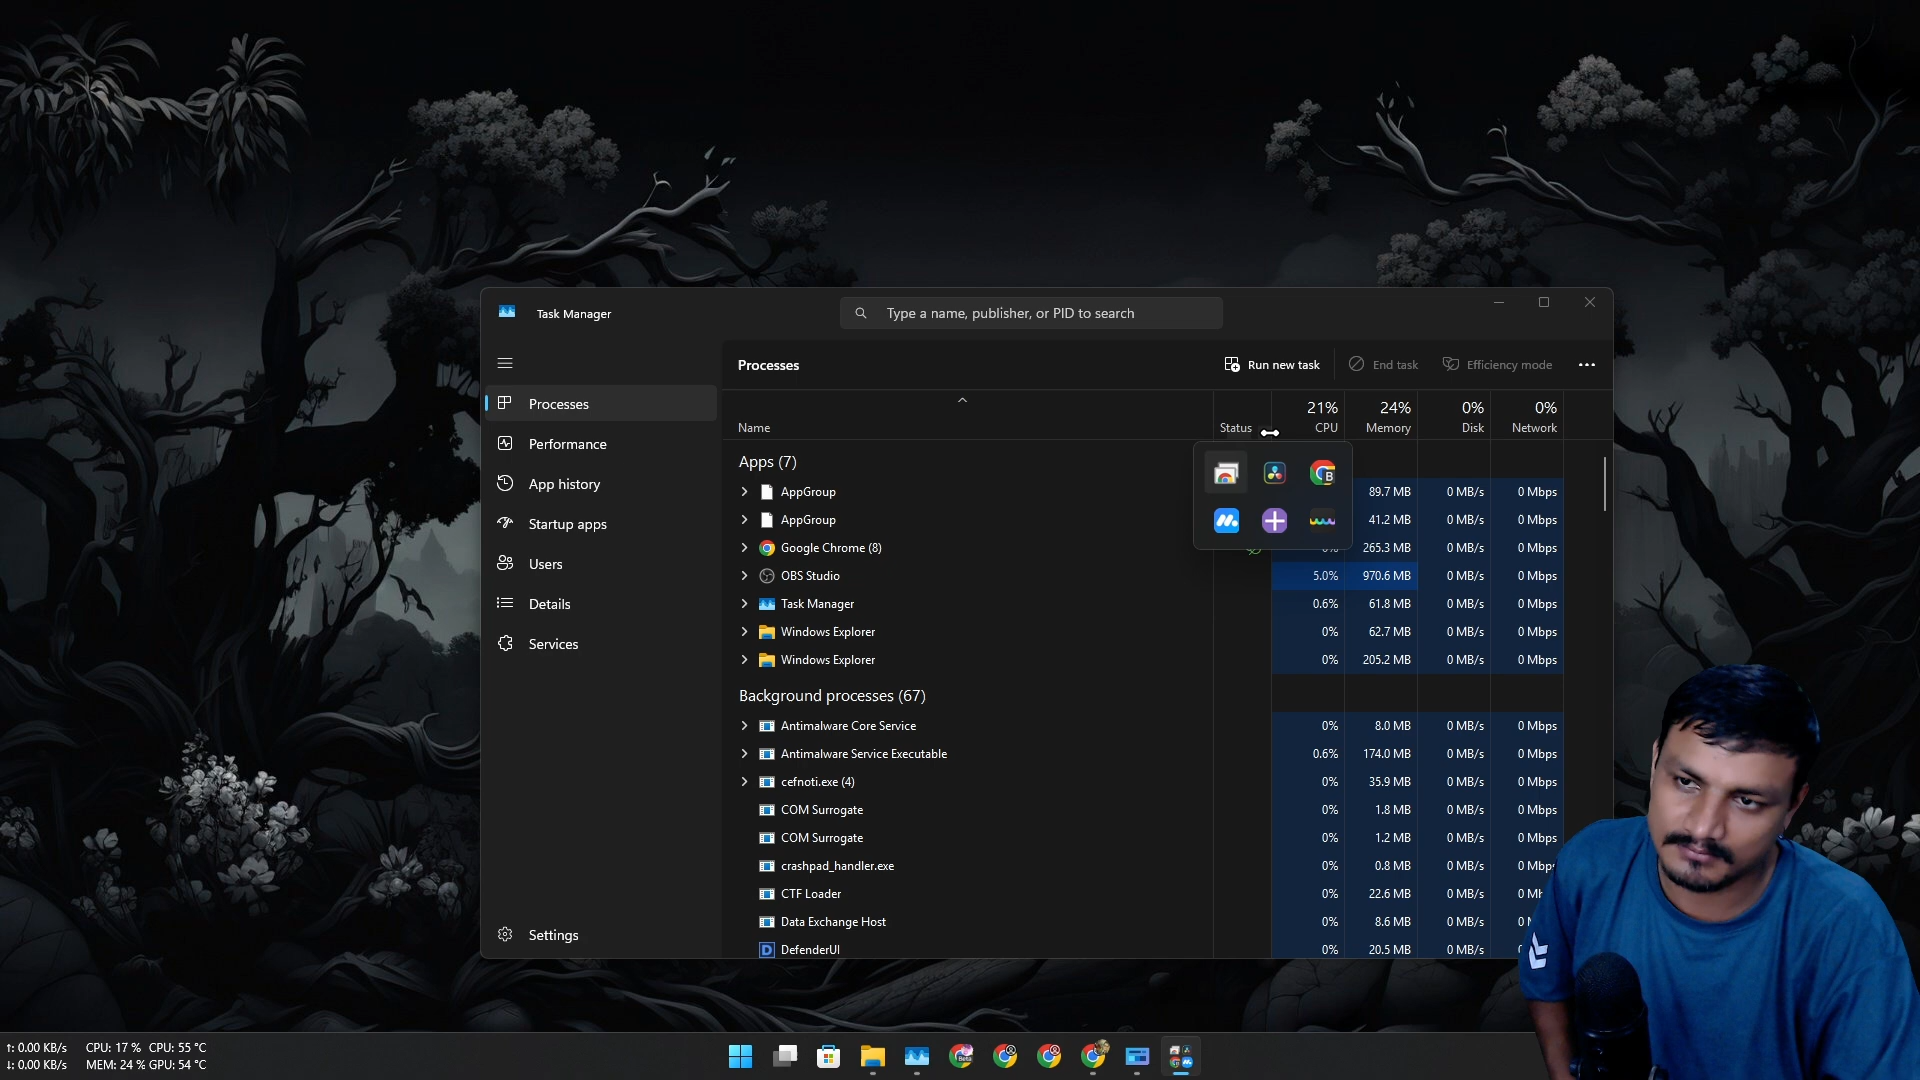 Task Manager
Type a name, publisher, or PID to search
Processes
Run new task
End task
Efficiency mode
Processes
Performance
App history
Startup apps
Users
Details
Services
Settings
21% 24% 0% 0%
Name Status CPU Memory Disk Network
Apps (7)
AppGroup 89.7 MB 0 MB/s 0 Mbps
AppGroup 41.2 MB 0 MB/s 0 Mbps
Google Chrome (8) 265.3 MB 0 MB/s 0 Mbps
OBS Studio 5.0% 970.6 MB 0 MB/s 0 Mbps
Task Manager 0.6% 61.8 MB 0 MB/s 0 Mbps
Windows Explorer 0% 62.7 MB 0 MB/s 0 Mbps
Windows Explorer 0% 205.2 MB 0 MB/s 0 Mbps
Background processes (67)
Antimalware Core Service 0% 8.0 MB 0 MB/s 0 Mbps
Antimalware Service Executable 0.6% 174.0 MB 0 MB/s 0 Mbps
cefnoti.exe (4) 0% 35.9 MB 0 MB/s 0 Mbps
COM Surrogate 0% 1.8 MB 0 MB/s 0 Mbps
COM Surrogate 0% 1.2 MB 0 MB/s 0 Mbps
crashpad_handler.exe 0% 0.8 MB 0 MB/s 0 Mbps
CTF Loader 0% 22.6 MB 0 MB/s 0
Data Exchange Host 0% 8.6 MB 0 MB/s 0
DefenderUI 0% 20.5 MB 0 MB/s
B
D
Beta
↑: 0.00 KB/s CPU: 17 % CPU: 55 °C
↓: 0.00 KB/s MEM: 24 % GPU: 54 °C